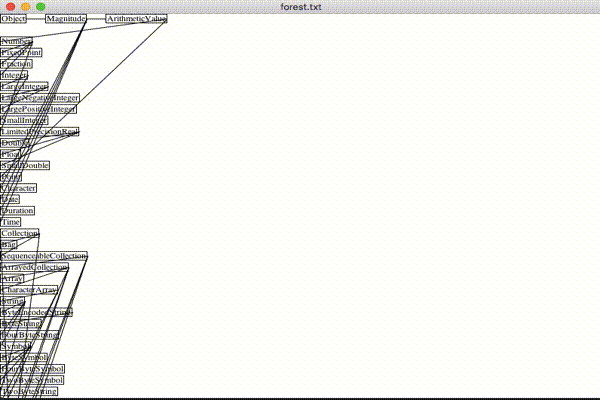 forest.txt
Object Magnitude ArithmeticValue
Number
FixedPoint
Fraction
Integer
LargeInteger
LargeNegativeInteger
LargePositiveInteger
SmallInteger
LimitedPrecisionReal
Double
Float
SmallDouble
Point
Character
Date
Duration
Time
Collection
Bag
SequenceableCollection
ArrayedCollection
Array
CharacterArray
String
ByteEncodedString
ByteString
FourByteString
Symbol
ByteSymbol
FourByteSymbol
TwoByteSymbol
TwoByteString